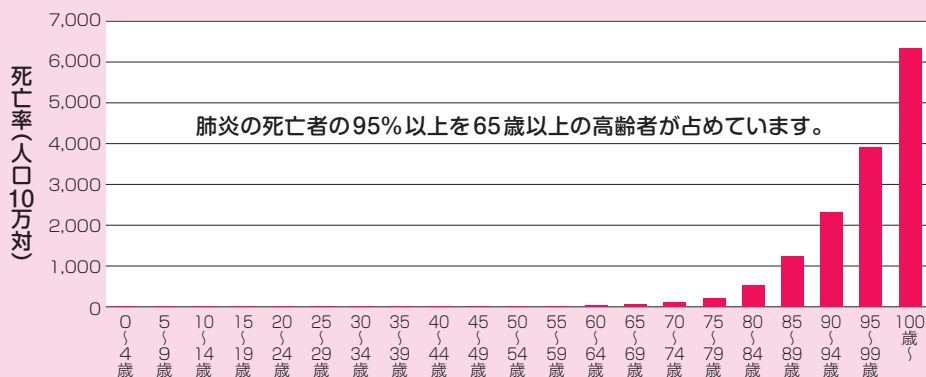 死亡率(人口10万対)
7,000
6,000
5,000
4,000
3,000
2,000
1,000
0
肺炎の死亡者の95%以上を65歳以上の高齢者が占めています。
0~4歳
5~9歳
10~14歳
15~19歳
20~24歳
25~29歳
30~34歳
35~39歳
40~44歳
45~49歳
50~54歳
55~59歳
60~64歳
65~69歳
70~74歳
75~79歳
80~84歳
85~89歳
90~94歳
95~99歳
100歳~